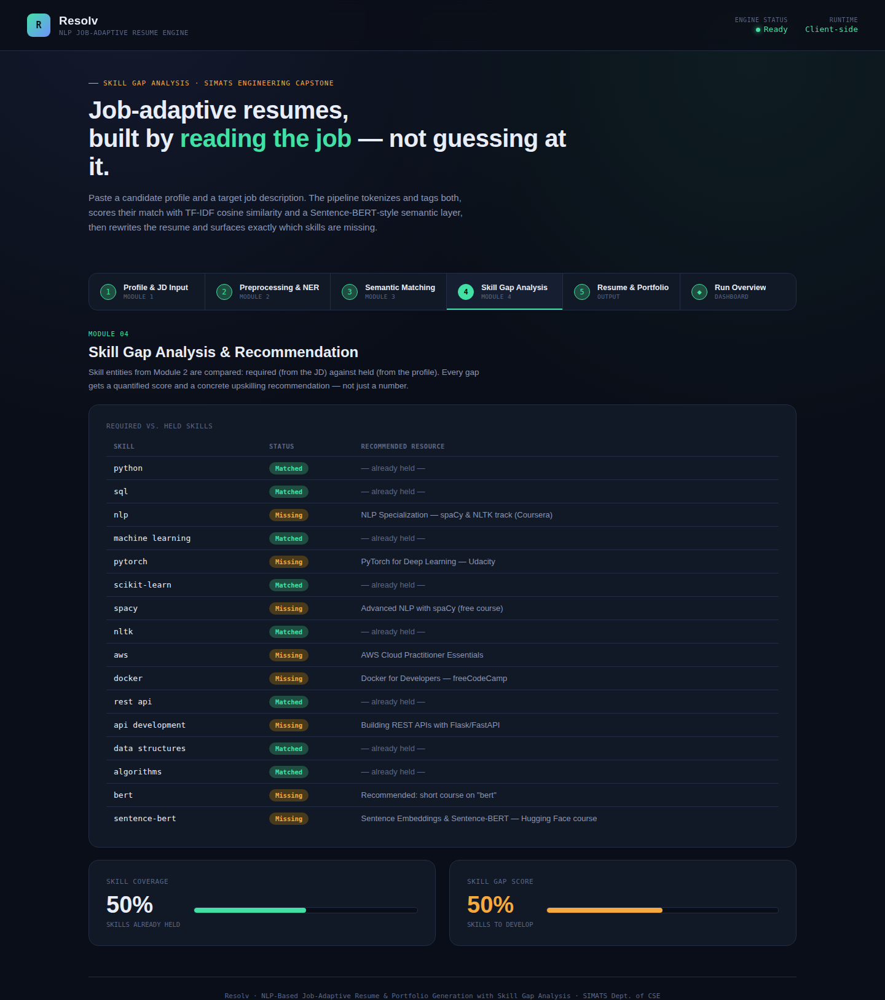 R
Resolv
NLP JOB-ADAPTIVE RESUME ENGINE
ENGINE STATUS
Ready
RUNTIME
Client-side
SKILL GAP ANALYSIS · SIMATS ENGINEERING CAPSTONE
Job-adaptive resumes,
built by reading the job — not guessing at
it.
Paste a candidate profile and a target job description. The pipeline tokenizes and tags both,
scores their match with TF-IDF cosine similarity and a Sentence-BERT-style semantic layer,
then rewrites the resume and surfaces exactly which skills are missing.
1
Profile & JD Input
MODULE 1
2
Preprocessing & NER
MODULE 2
3
Semantic Matching
MODULE 3
4
Skill Gap Analysis
MODULE 4
5
Resume & Portfolio
OUTPUT
◆
Run Overview
DASHBOARD
MODULE 04
Skill Gap Analysis & Recommendation
Skill entities from Module 2 are compared: required (from the JD) against held (from the profile). Every gap
gets a quantified score and a concrete upskilling recommendation — not just a number.
REQUIRED VS. HELD SKILLS
SKILL STATUS RECOMMENDED RESOURCE
python Matched — already held —
sql Matched — already held —
nlp Missing NLP Specialization — spaCy & NLTK track (Coursera)
machine learning Matched — already held —
pytorch Missing PyTorch for Deep Learning — Udacity
scikit-learn Matched — already held —
spacy Missing Advanced NLP with spaCy (free course)
nltk Matched — already held —
aws Missing AWS Cloud Practitioner Essentials
docker Missing Docker for Developers — freeCodeCamp
rest api Matched — already held —
api development Missing Building REST APIs with Flask/FastAPI
data structures Matched — already held —
algorithms Matched — already held —
bert Missing Recommended: short course on "bert"
sentence-bert Missing Sentence Embeddings & Sentence-BERT — Hugging Face course
SKILL COVERAGE
50%
SKILLS ALREADY HELD
SKILL GAP SCORE
50%
SKILLS TO DEVELOP
Resolv · NLP-Based Job-Adaptive Resume & Portfolio Generation with Skill Gap Analysis · SIMATS Dept. of CSE